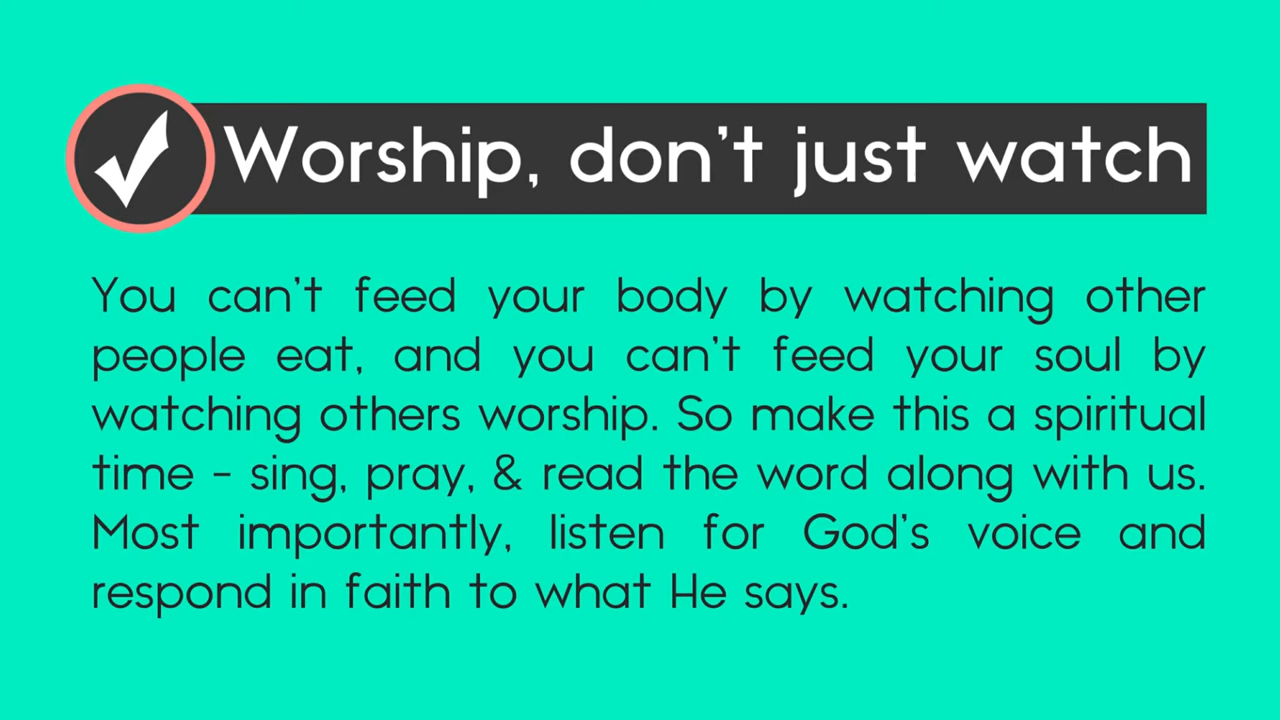 Worship, don't just watch
You can't feed your body by watching other
people eat, and you can't feed your soul by
watching others worship. So make this a spiritual
time - sing, pray, & read the word along with us.
Most importantly, listen for God's voice and
respond in faith to what He says.